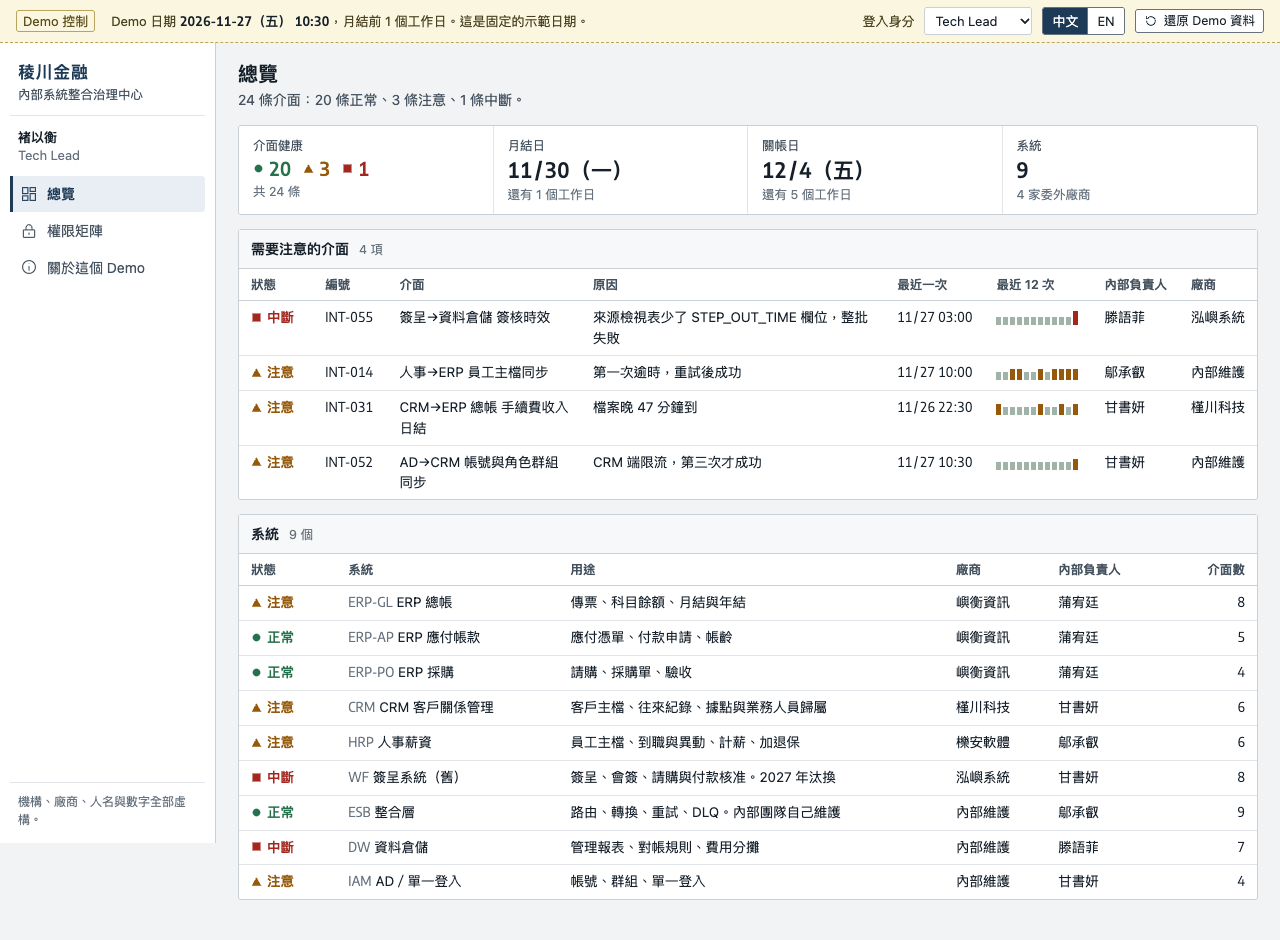 Demo 控制 Demo 日期 2026-11-27（五） 10:30，月結前 1 個工作日。這是固定的示範日期。 登入身分 Tech Lead 中文 EN 還原 Demo 資料
稜川金融
內部系統整合治理中心
褚以衡
Tech Lead
總覽
權限矩陣
關於這個 Demo
機構、廠商、人名與數字全部虛
構。
總覽
24 條介面：20 條正常、3 條注意、1 條中斷。
介面健康
20 3 1
共 24 條
月結日
11/30（一）
還有 1 個工作日
關帳日
12/4（五）
還有 5 個工作日
系統
9
4 家委外廠商
需要注意的介面 4 項
狀態 編號 介面 原因 最近一次 最近 12 次 內部負責人 廠商
中斷 INT-055 簽呈→資料倉儲 簽核時效 來源檢視表少了 STEP_OUT_TIME 欄位，整批 11/27 03:00 滕語菲 泓嶼系統
失敗
注意 INT-014 人事→ERP 員工主檔同步 第一次逾時，重試後成功 11/27 10:00 鄔承叡 內部維護
注意 INT-031 CRM→ERP 總帳 手續費收入 檔案晚 47 分鐘到 11/26 22:30 甘書妍 槿川科技
日結
注意 INT-052 AD→CRM 帳號與角色群組 CRM 端限流，第三次才成功 11/27 10:30 甘書妍 內部維護
同步
系統 9 個
狀態 系統 用途 廠商 內部負責人 介面數
注意 ERP-GL ERP 總帳 傳票、科目餘額、月結與年結 嶼衡資訊 蒲宥廷 8
正常 ERP-AP ERP 應付帳款 應付憑單、付款申請、帳齡 嶼衡資訊 蒲宥廷 5
正常 ERP-PO ERP 採購 請購、採購單、驗收 嶼衡資訊 蒲宥廷 4
注意 CRM CRM 客戶關係管理 客戶主檔、往來紀錄、據點與業務人員歸屬 槿川科技 甘書妍 6
注意 HRP 人事薪資 員工主檔、到職與異動、計薪、加退保 櫟安軟體 鄔承叡 6
中斷 WF 簽呈系統（舊） 簽呈、會簽、請購與付款核准。2027 年汰換 泓嶼系統 甘書妍 8
正常 ESB 整合層 路由、轉換、重試、DLQ。內部團隊自己維護 內部維護 鄔承叡 9
中斷 DW 資料倉儲 管理報表、對帳規則、費用分攤 內部維護 滕語菲 7
注意 IAM AD / 單一登入 帳號、群組、單一登入 內部維護 甘書妍 4